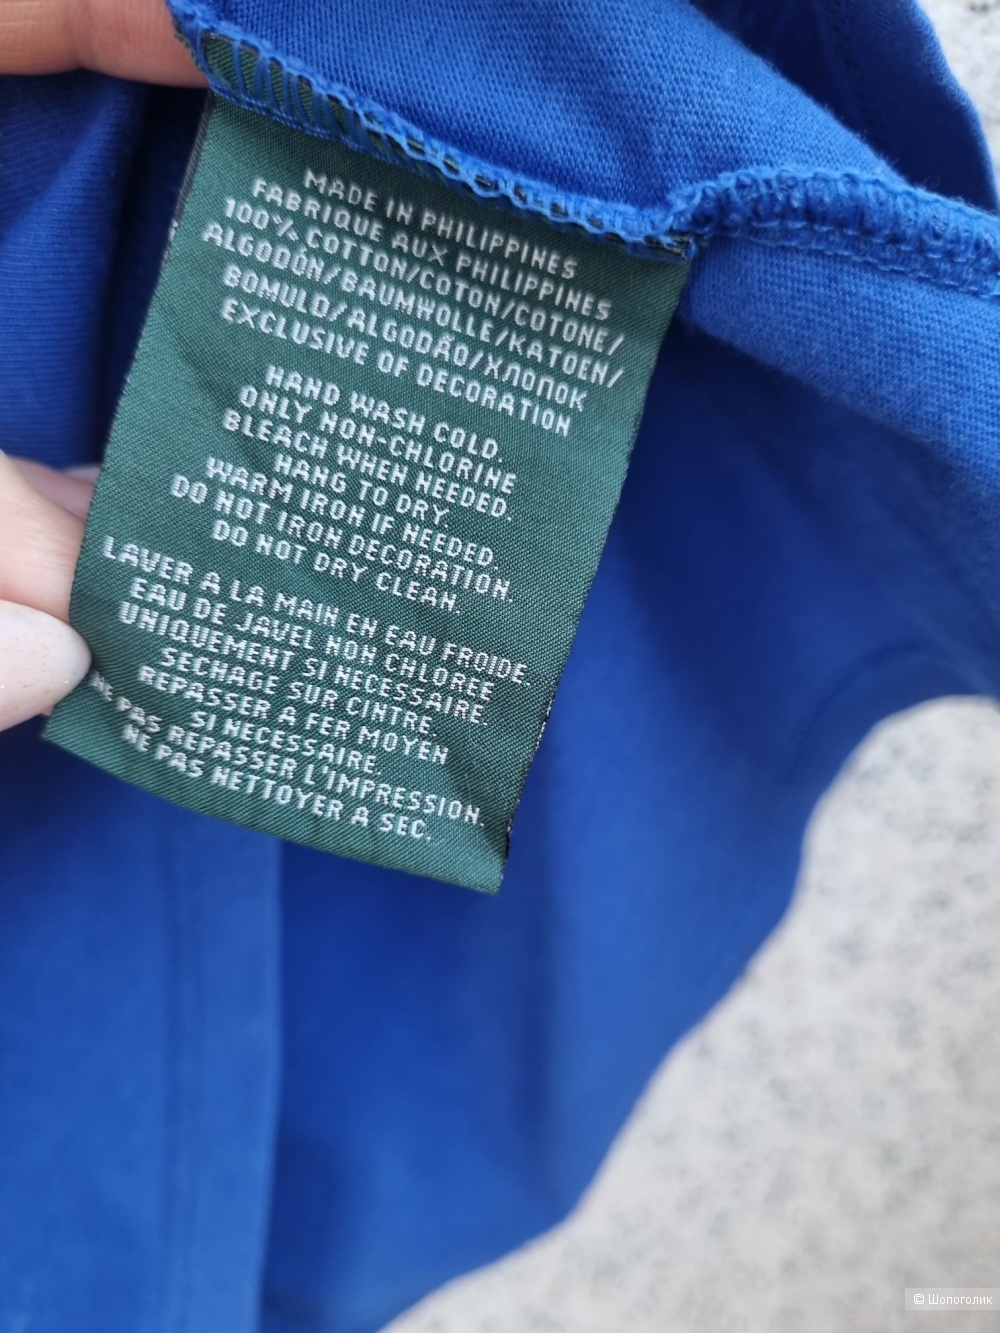 MADE IN PHILIPPINES
FABRIQUE AUX PHILIPPINES
100% COTTON/COTON/COTONE/
ALGODÓN/BAUMWOLLE/KATOEN/
BOMULD/ALGODÃO/ХЛОПОК
EXCLUSIVE OF DECORATION
HAND WASH COLD.
ONLY NON-CHLORINE
BLEACH WHEN NEEDED.
HANG TO DRY.
WARM IRON IF NEEDED.
DO NOT IRON DECORATION.
DO NOT DRY CLEAN.
LAVER A LA MAIN EN EAU FROIDE.
EAU DE JAVEL NON CHLOREE
UNIQUEMENT SI NECESSAIRE.
SECHAGE SUR CINTRE.
REPASSER A FER MOYEN
SI NECESSAIRE.
NE PAS REPASSER L'IMPRESSION.
NE PAS NETTOYER A SEC.
© Шопоголик